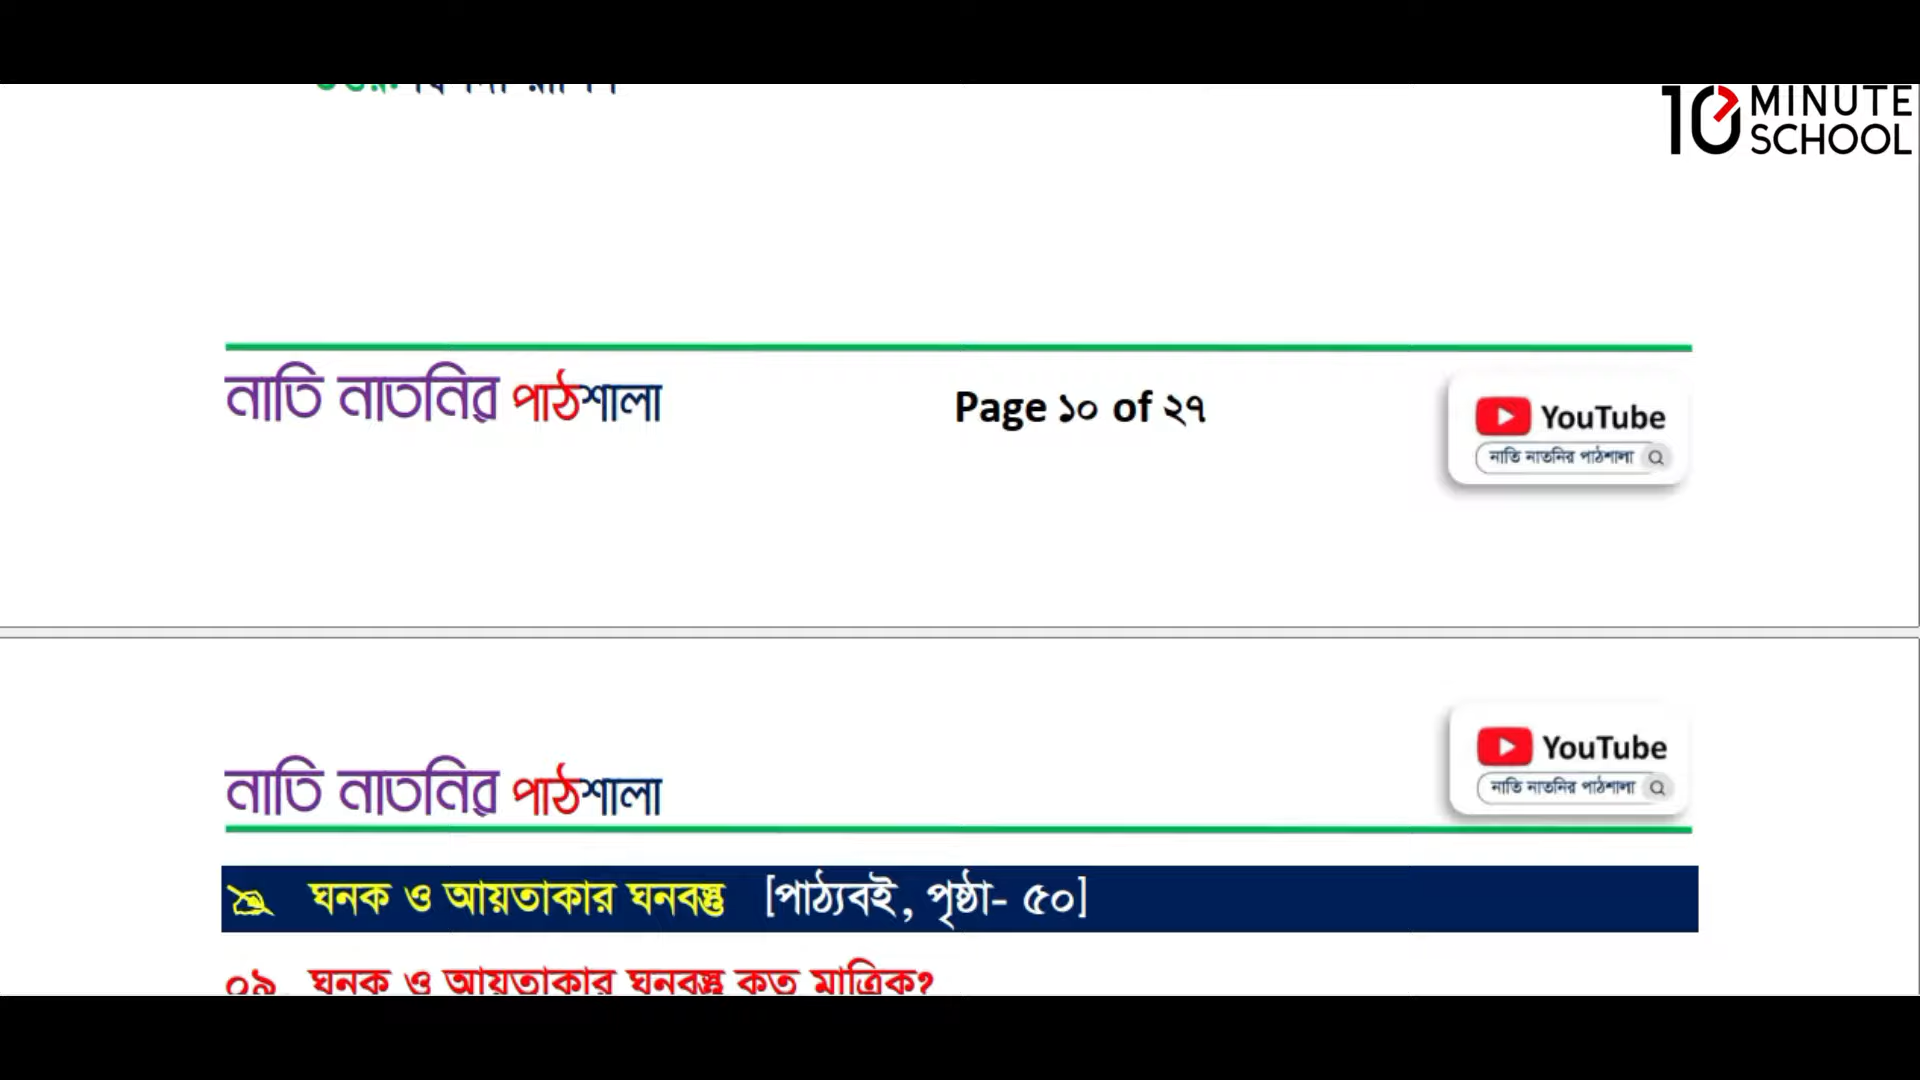 10 MINUTE
SCHOOL
নাতি নাতনির পাঠশালা
Page ১০ of ২৭
YouTube
নাতি নাতনির পাঠশালা
YouTube
নাতি নাতনির পাঠশালা
নাতি নাতনির পাঠশালা
ঘনক ও আয়তাকার ঘনবস্তু [পাঠ্যবই, পৃষ্ঠা- ৫০]
০৯. ঘনক ও আয়তাকার ঘনবস্তু কত মাত্রিক?